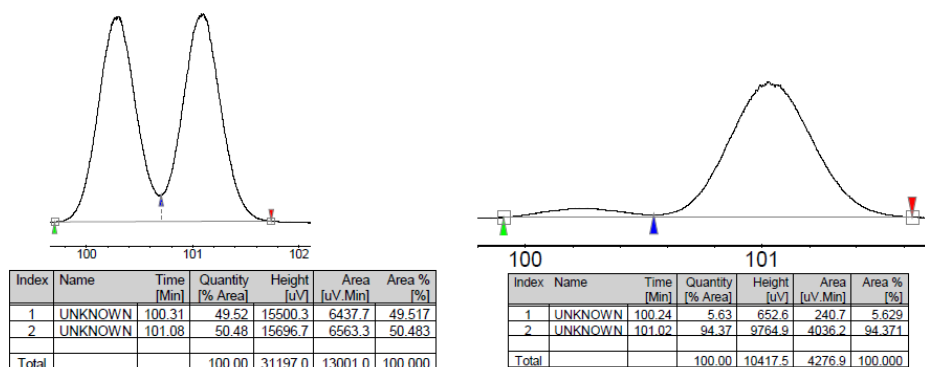 100 101 102
Index Name Time [Min] Quantity [% Area] Height [uV] Area [uV.Min] Area % [%]
1 UNKNOWN 100.31 49.52 15500.3 6437.7 49.517
2 UNKNOWN 101.08 50.48 15696.7 6563.3 50.483
Total 100.00 31197.0 13001.0 100.000
100 101
Index Name Time [Min] Quantity [% Area] Height [uV] Area [uV.Min] Area % [%]
1 UNKNOWN 100.24 5.63 652.6 240.7 5.629
2 UNKNOWN 101.02 94.37 9764.9 4036.2 94.371
Total 100.00 10417.5 4276.9 100.000